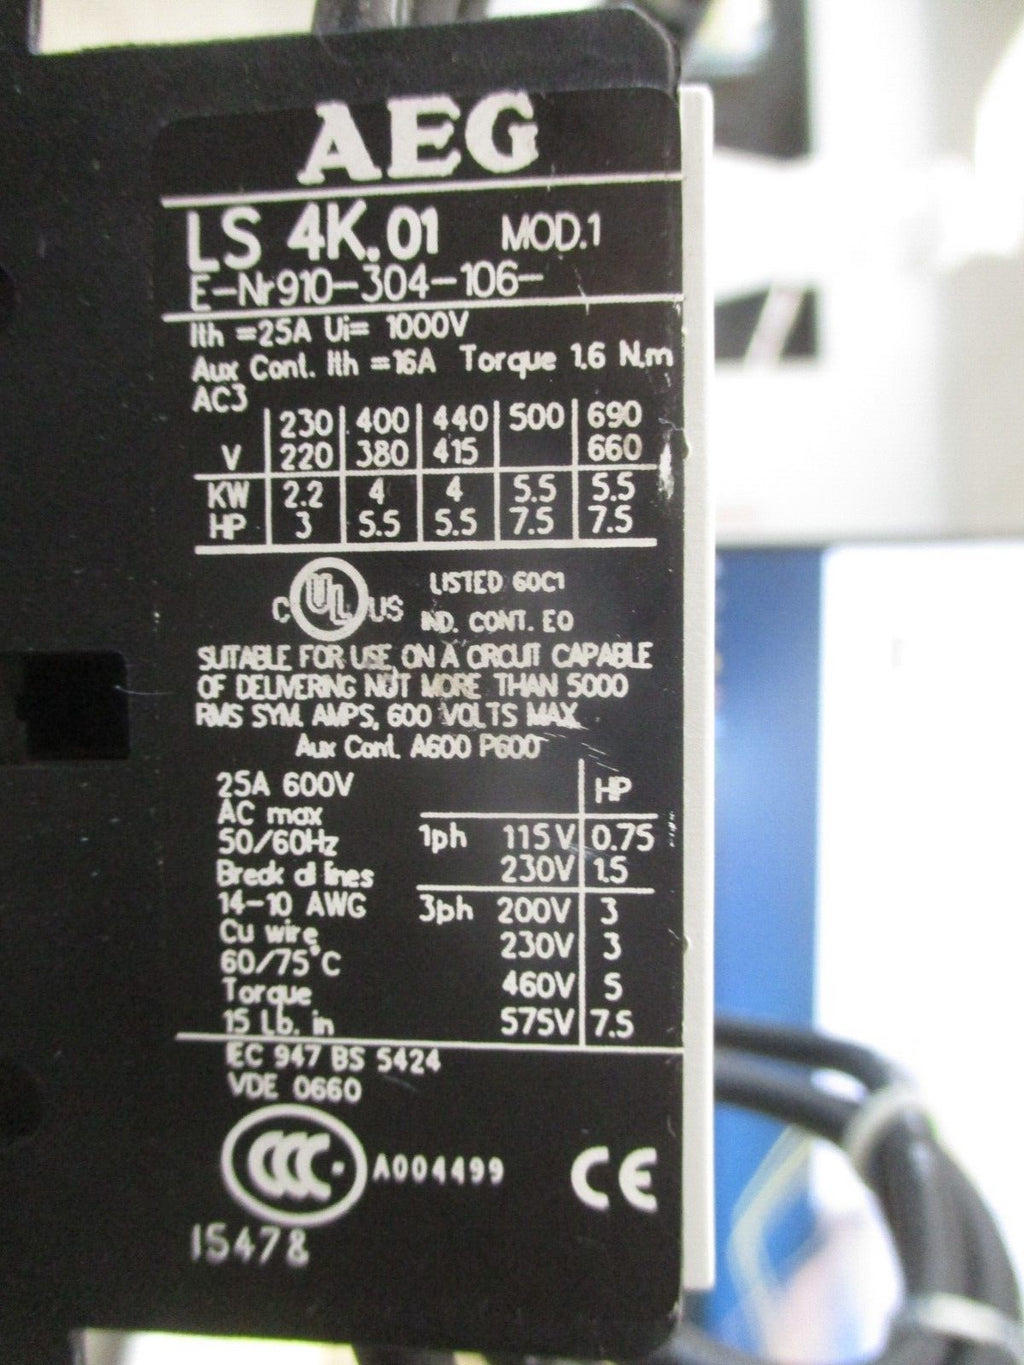 AEG
LS 4K.01 MOD.1
E-Nr910-304-106-
Ith =25A Ui= 1000V
Aux Cont. Ith =16A Torque 1.6 N.m
AC3
230 400 440 500 690
V 220 380 415 660
KW 2.2 4 4 5.5 5.5
HP 3 5.5 5.5 7.5 7.5
C UL US LISTED 60C1
IND. CONT. EQ
SUITABLE FOR USE, ON A CIRCUIT CAPABLE
OF DELIVERING NOT MORE THAN 5000
RMS SYM. AMPS, 600 VOLTS MAX.
Aux Cont. A600 P600
25A 600V HP
AC max
50/60Hz 1ph 115V 0.75
Break all lines 230V 1.5
14-10 AWG 3ph 200V 3
Cu wire 230V 3
60/75°C 460V 5
Torque
15 Lb. in 575V 7.5
IEC 947 BS 5424
VDE 0660
CCC A004499 CE
15478